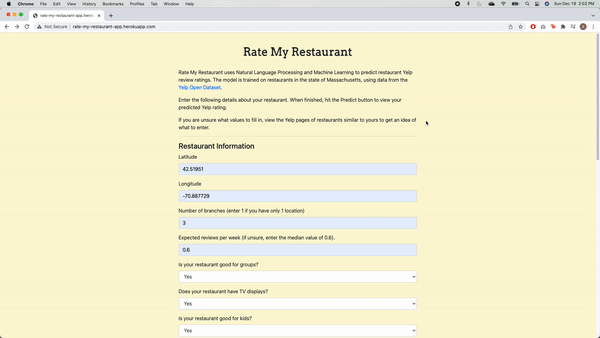 Chrome File Edit View History Bookmarks Profiles Tab Window Help
Sun Dec 19 2:02 PM
rate-my-restaurant-app.herok
Not Secure rate-my-restaurant-app.herokuapp.com
Rate My Restaurant
Rate My Restaurant uses Natural Language Processing and Machine Learning to predict restaurant Yelp
review ratings. The model is trained on restaurants in the state of Massachusetts, using data from the
Yelp Open Dataset.
Enter the following details about your restaurant. When finished, hit the Predict button to view your
predicted Yelp rating.
If you are unsure what values to fill in, view the Yelp pages of restaurants similar to yours to get an idea of
what to enter.
Restaurant Information
Latitude
42.51951
Longitude
-70.887729
Number of branches (enter 1 if you have only 1 location)
3
Expected reviews per week (if unsure, enter the median value of 0.6).
0.6
Is your restaurant good for groups?
Yes
Does your restaurant have TV displays?
Yes
Is your restaurant good for kids?
Yes